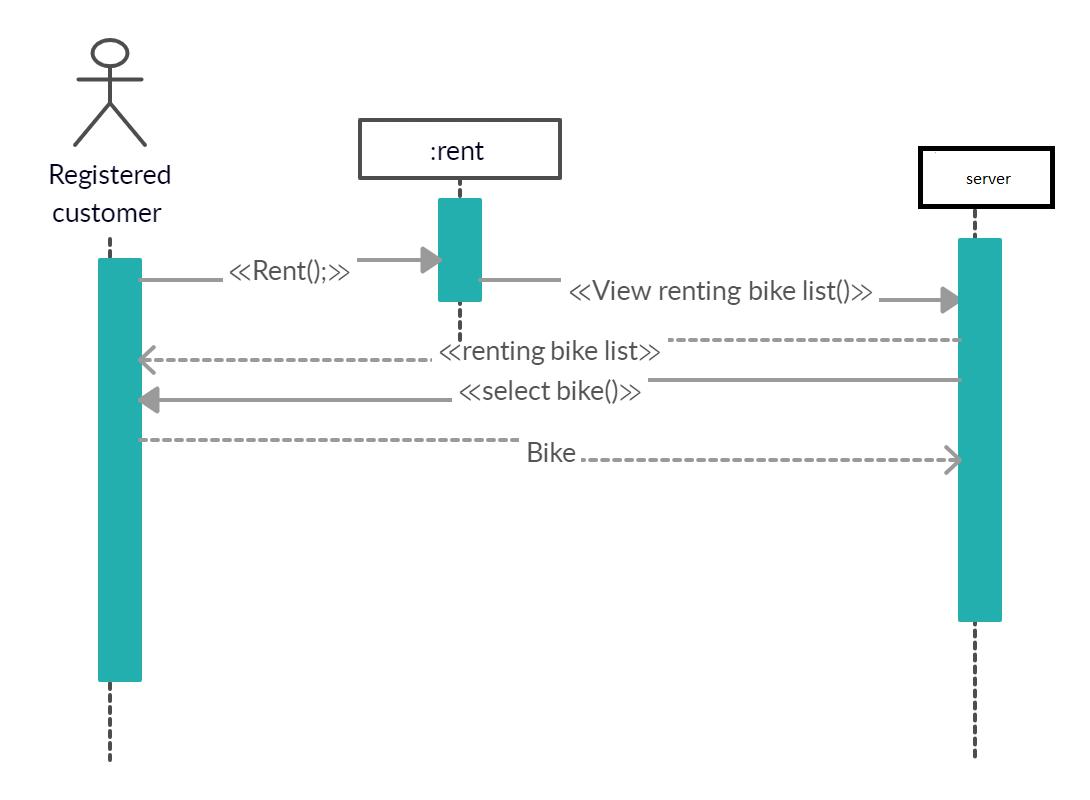 Registered
customer
:rent
server
≪Rent();≫
≪View renting bike list()≫
≪renting bike list≫
≪select bike()≫
Bike